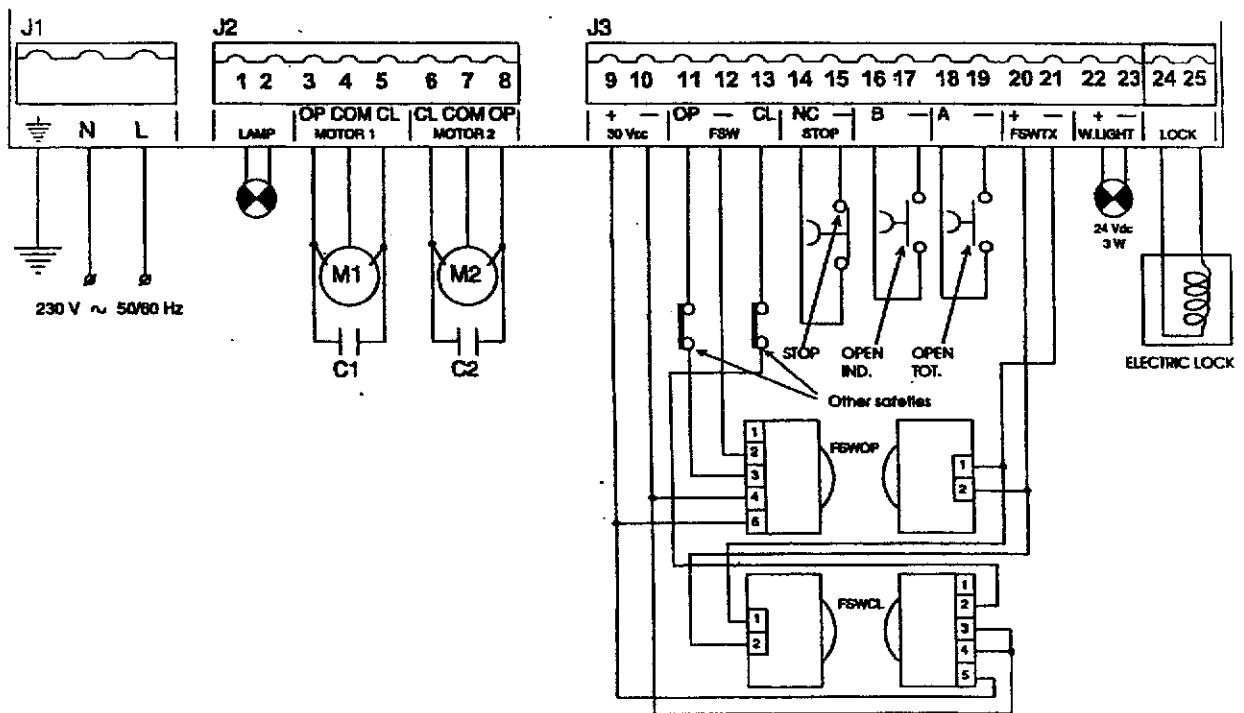 J1 J2 J3
1 2 3 4 5 6 7 8 9 10 11 12 13 14 15 16 17 18 19 20 21 22 23 24 25
OP COM CL CL COM OP + — OP — CL NC — B — A — + — + —
N L LAMP MOTOR 1 MOTOR 2 30 Vcc FSW STOP FSWTX W.LIGHT LOCK
24 Vdc
3 W
M1 M2
230 V ~ 50/60 Hz
C1 C2
STOP OPEN IND. OPEN TOT.
ELECTRIC LOCK
Other safeties
FSWOP
1
2
3
4
1
2
FSWCL
1
2
1
2
3
4
5